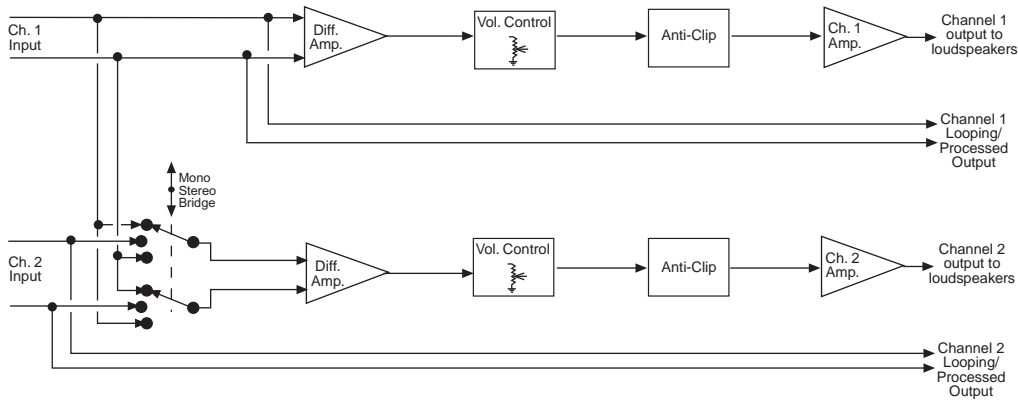 Ch. 1
Input
Diff.
Amp.
Vol. Control
Anti-Clip
Ch. 1
Amp.
Channel 1
output to
loudspeakers
Channel 1
Looping/
Processed
Output
Mono
Stereo
Bridge
Ch. 2
Input
Diff.
Amp.
Vol. Control
Anti-Clip
Ch. 2
Amp.
Channel 2
output to
loudspeakers
Channel 2
Looping/
Processed
Output